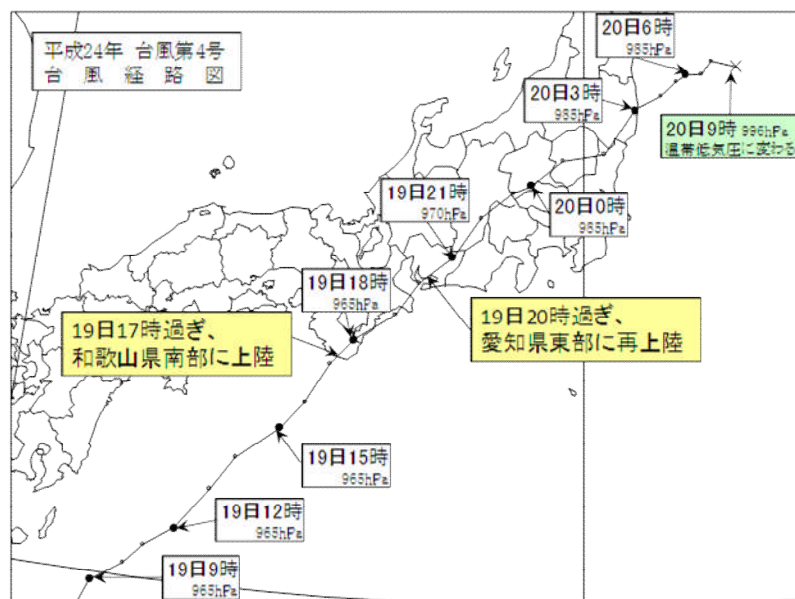 平成24年 台風第4号
台風経路図
20日6時
985hPa
20日3時
985hPa
20日9時 996hPa
温帯低気圧に変わる
19日21時
970hPa
20日0時
985hPa
19日18時
965hPa
19日17時過ぎ、
和歌山県南部に上陸
19日20時過ぎ、
愛知県東部に再上陸
19日15時
965hPa
19日12時
965hPa
19日9時
965hPa